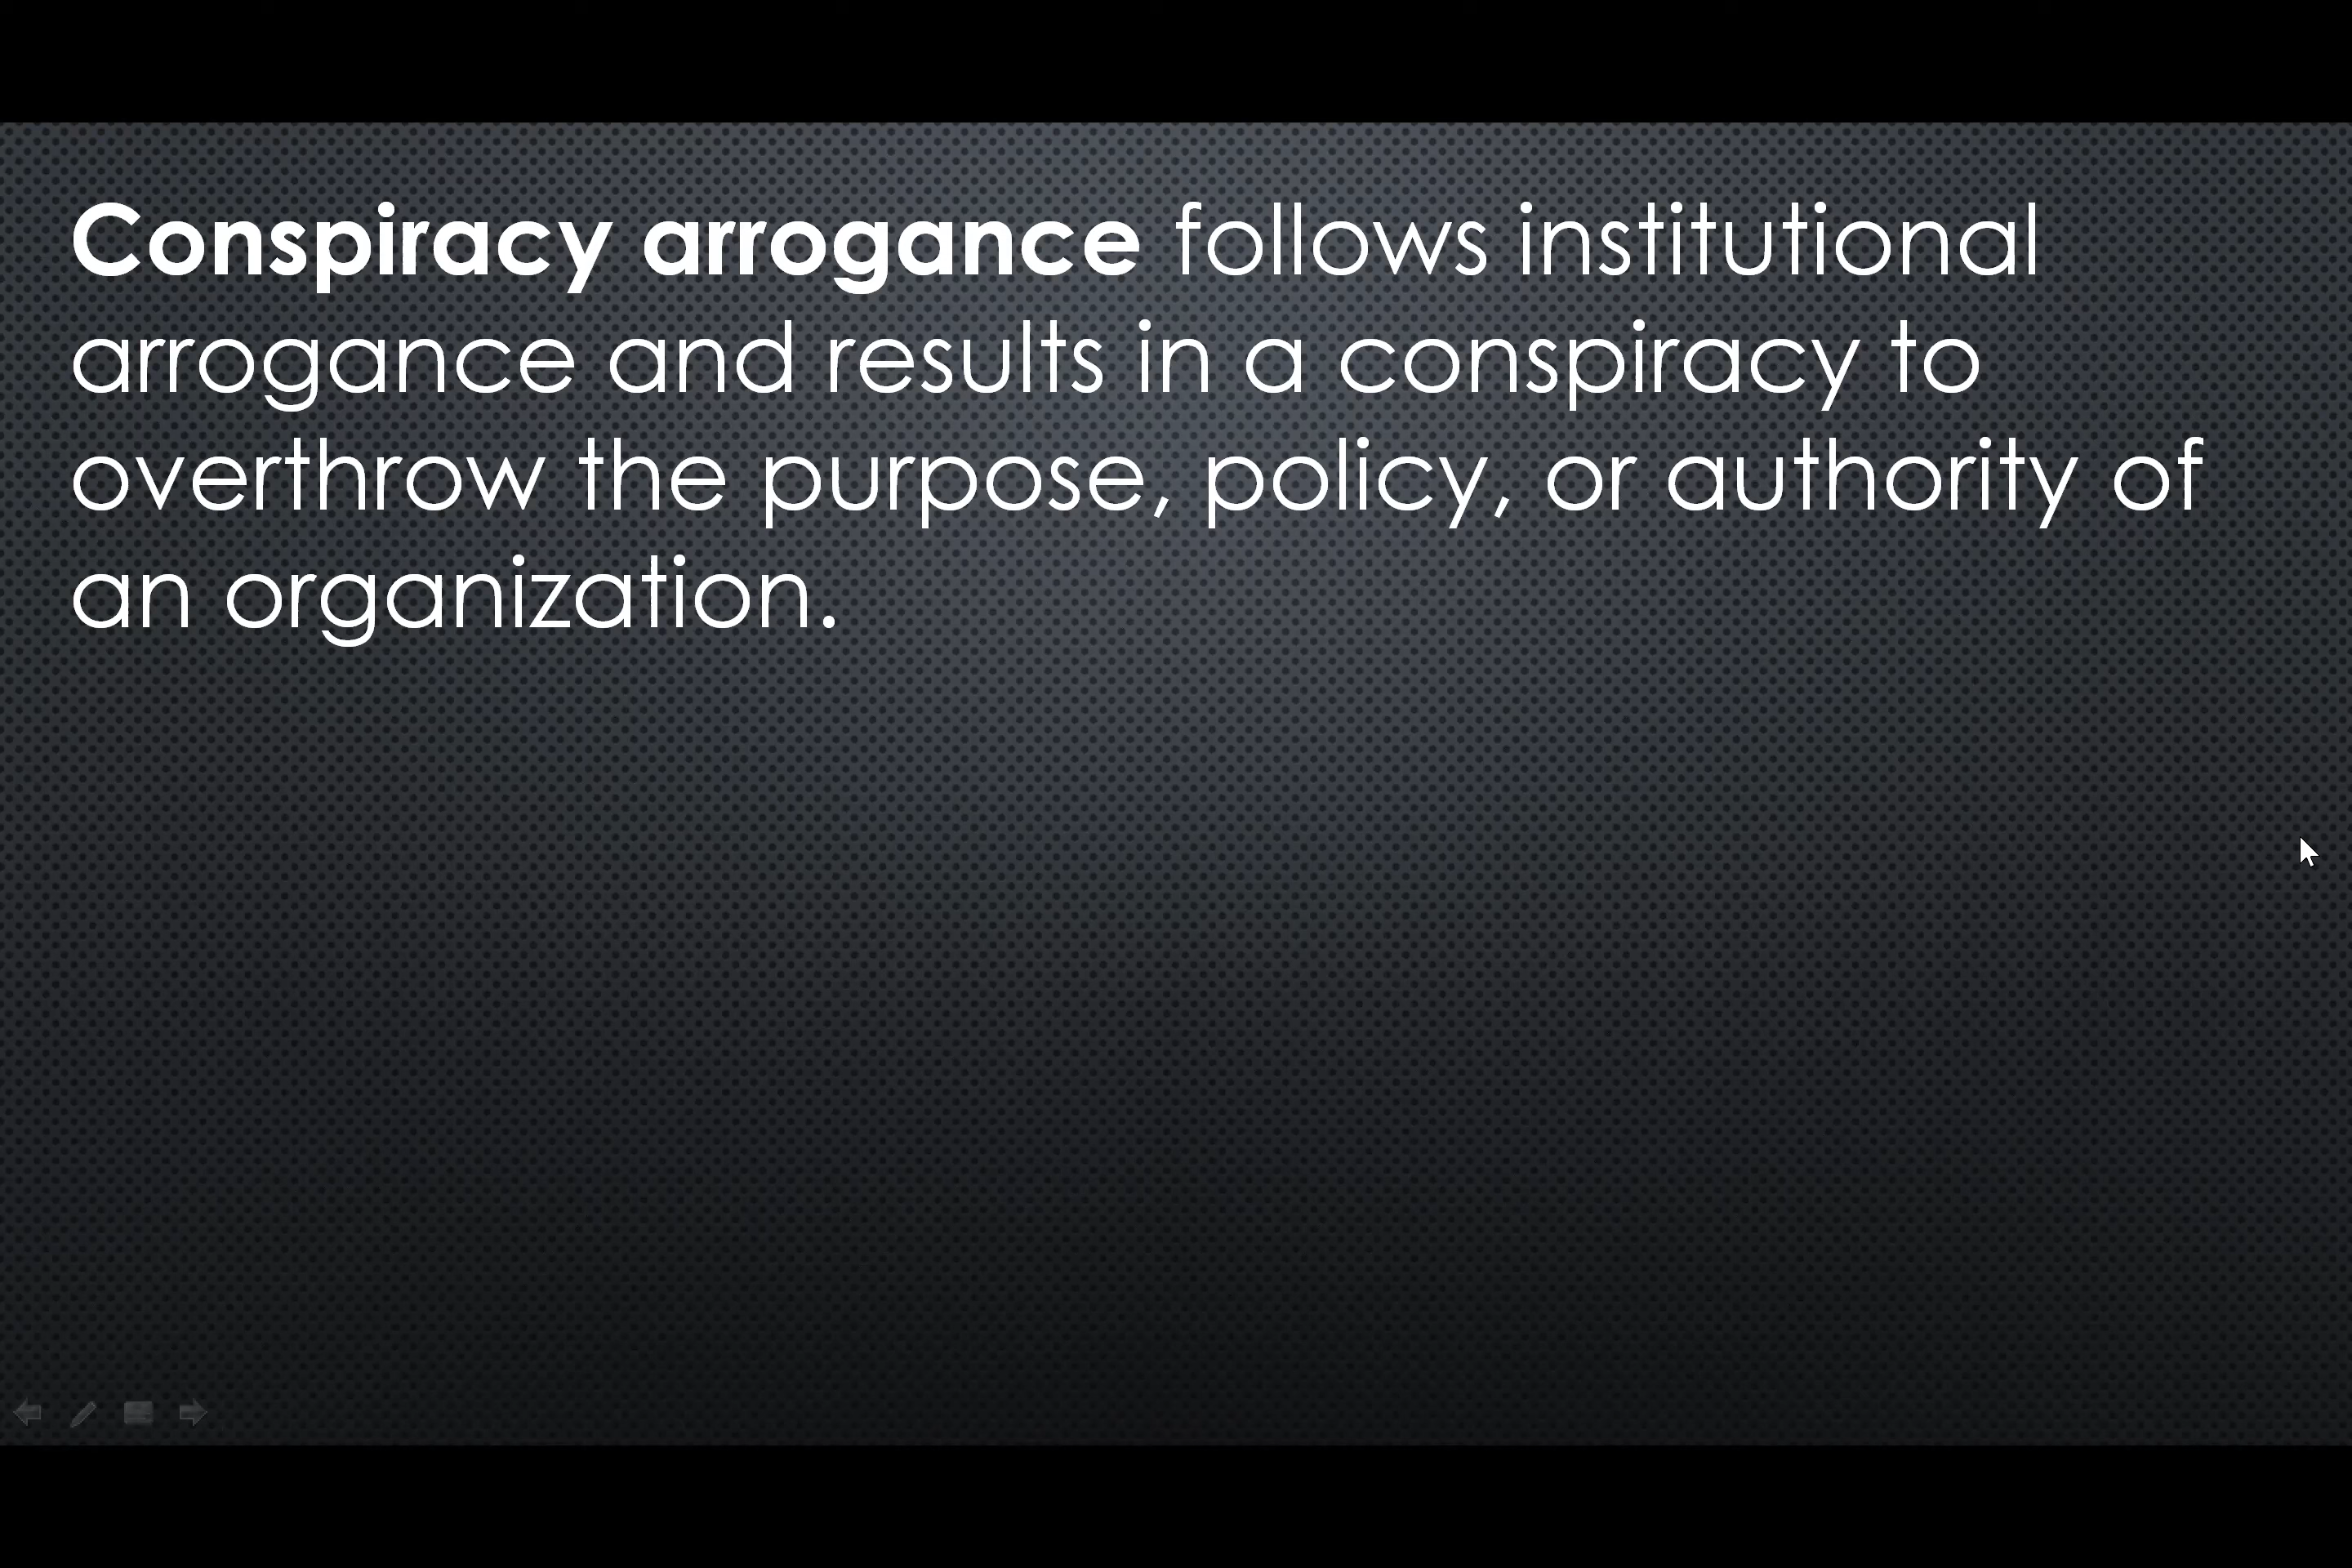 Conspiracy arrogance follows institutional
arrogance and results in a conspiracy to
overthrow the purpose, policy, or authority of
an organization.